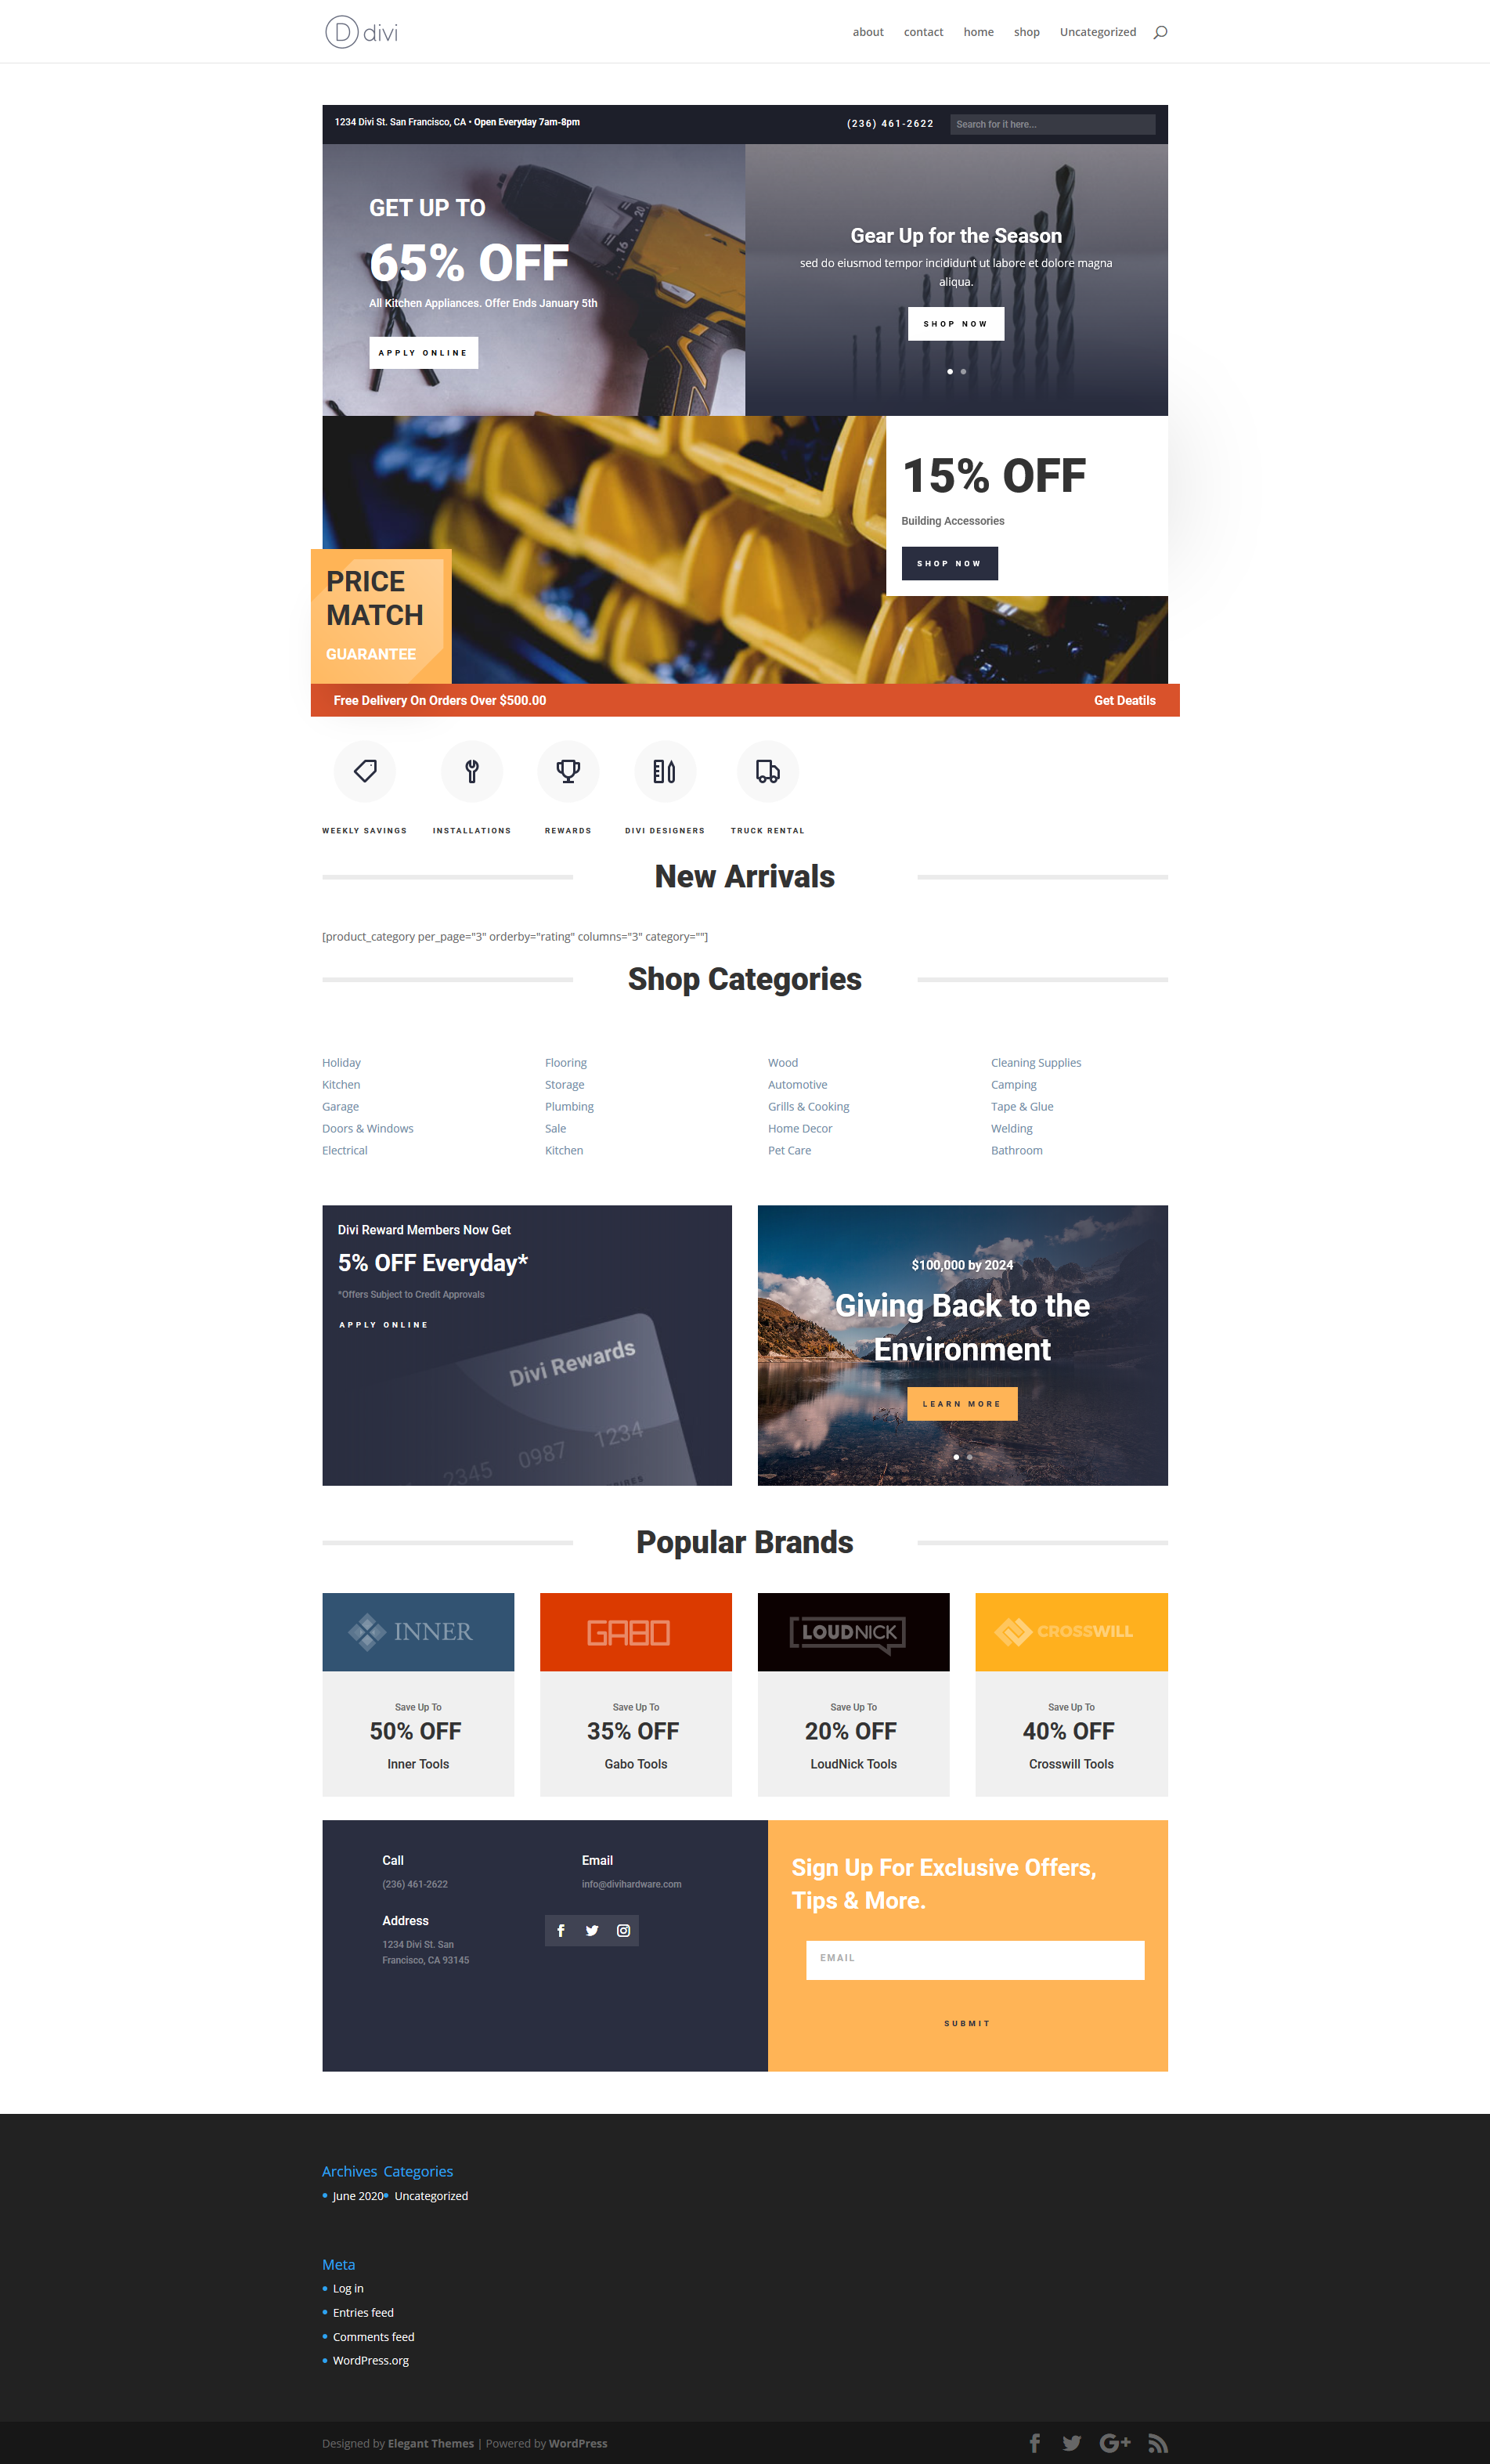 D divi
about contact home shop Uncategorized
1234 Divi St. San Francisco, CA • Open Everyday 7am-8pm
(236) 461-2622
Search for it here...
GET UP TO
65% OFF
All Kitchen Appliances. Offer Ends January 5th
APPLY ONLINE
20
16
Gear Up for the Season
sed do eiusmod tempor incididunt ut labore et dolore magna
aliqua.
SHOP NOW
15% OFF
Building Accessories
SHOP NOW
PRICE
MATCH
GUARANTEE
Free Delivery On Orders Over $500.00
Get Deatils
WEEKLY SAVINGS
INSTALLATIONS
REWARDS
DIVI DESIGNERS
TRUCK RENTAL
New Arrivals
[product_category per_page="3" orderby="rating" columns="3" category=""]
Shop Categories
Holiday
Kitchen
Garage
Doors & Windows
Electrical
Flooring
Storage
Plumbing
Sale
Kitchen
Wood
Automotive
Grills & Cooking
Home Decor
Pet Care
Cleaning Supplies
Camping
Tape & Glue
Welding
Bathroom
Divi Reward Members Now Get
5% OFF Everyday*
*Offers Subject to Credit Approvals
APPLY ONLINE
Divi Rewards
2345 0987 1234
$100,000 by 2024
Giving Back to the
Environment
LEARN MORE
Popular Brands
INNER
Save Up To
50% OFF
Inner Tools
GABO
Save Up To
35% OFF
Gabo Tools
LOUDNICK
Save Up To
20% OFF
LoudNick Tools
CROSSWILL
Save Up To
40% OFF
Crosswill Tools
Call
(236) 461-2622
Email
info@divihardware.com
Address
1234 Divi St. San
Francisco, CA 93145
Sign Up For Exclusive Offers,
Tips & More.
EMAIL
SUBMIT
Archives
June 2020
Categories
Uncategorized
Meta
Log in
Entries feed
Comments feed
WordPress.org
Designed by Elegant Themes | Powered by WordPress